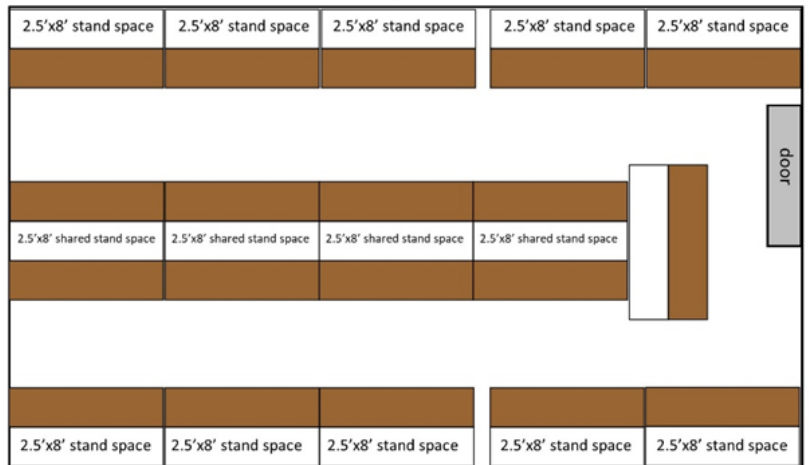 2.5’x8’ stand space 2.5’x8’ stand space 2.5’x8’ stand space 2.5’x8’ stand space 2.5’x8’ stand space
door
2.5’x8’ shared stand space 2.5’x8’ shared stand space 2.5’x8’ shared stand space 2.5’x8’ shared stand space
2.5’x8’ stand space 2.5’x8’ stand space 2.5’x8’ stand space 2.5’x8’ stand space 2.5’x8’ stand space